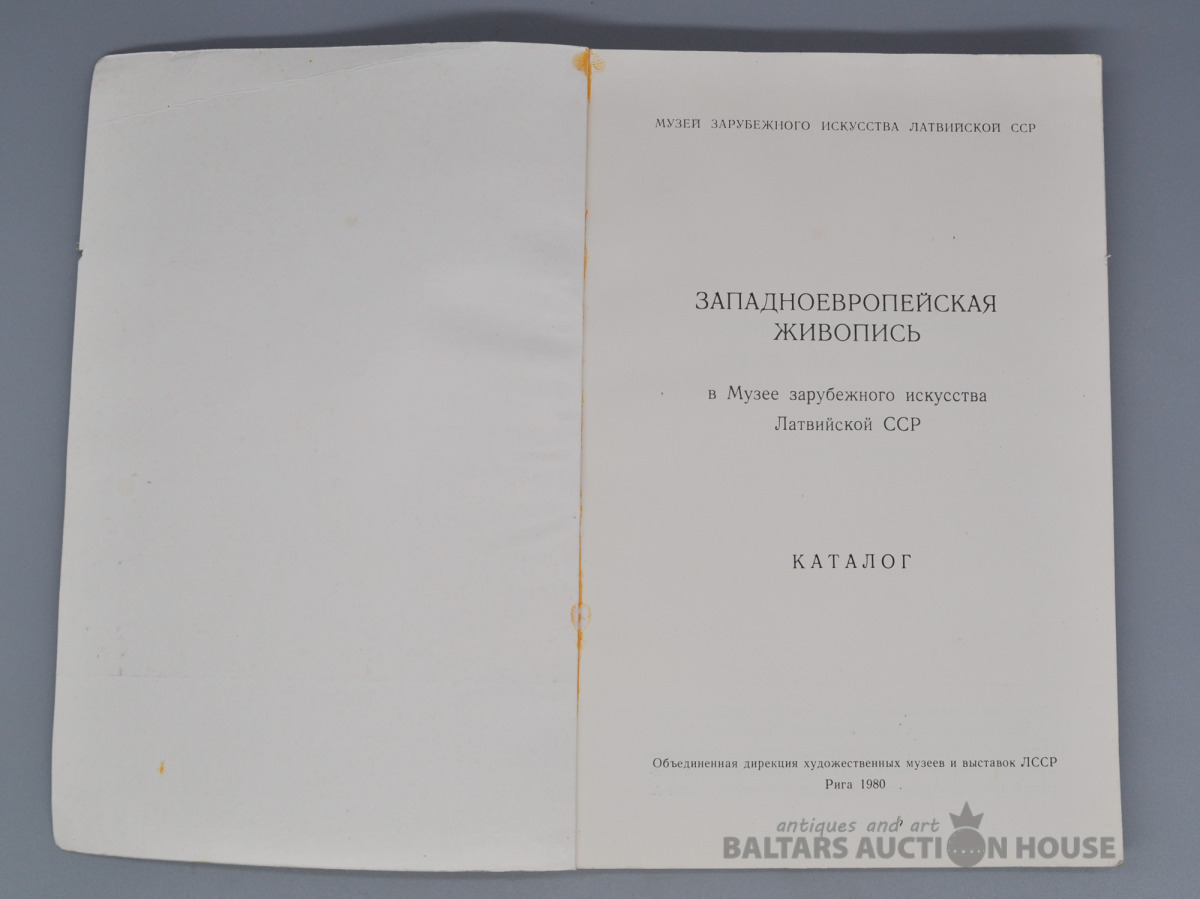 МУЗЕЙ ЗАРУБЕЖНОГО ИСКУССТВА ЛАТВИЙСКОЙ ССР
ЗАПАДНОЕВРОПЕЙСКАЯ
ЖИВОПИСЬ
в Музее зарубежного искусства
Латвийской ССР
КАТАЛОГ
Объединенная дирекция художественных музеев и выставок ЛССР
Рига 1980
antiques and art
BALTARS AUCTION HOUSE